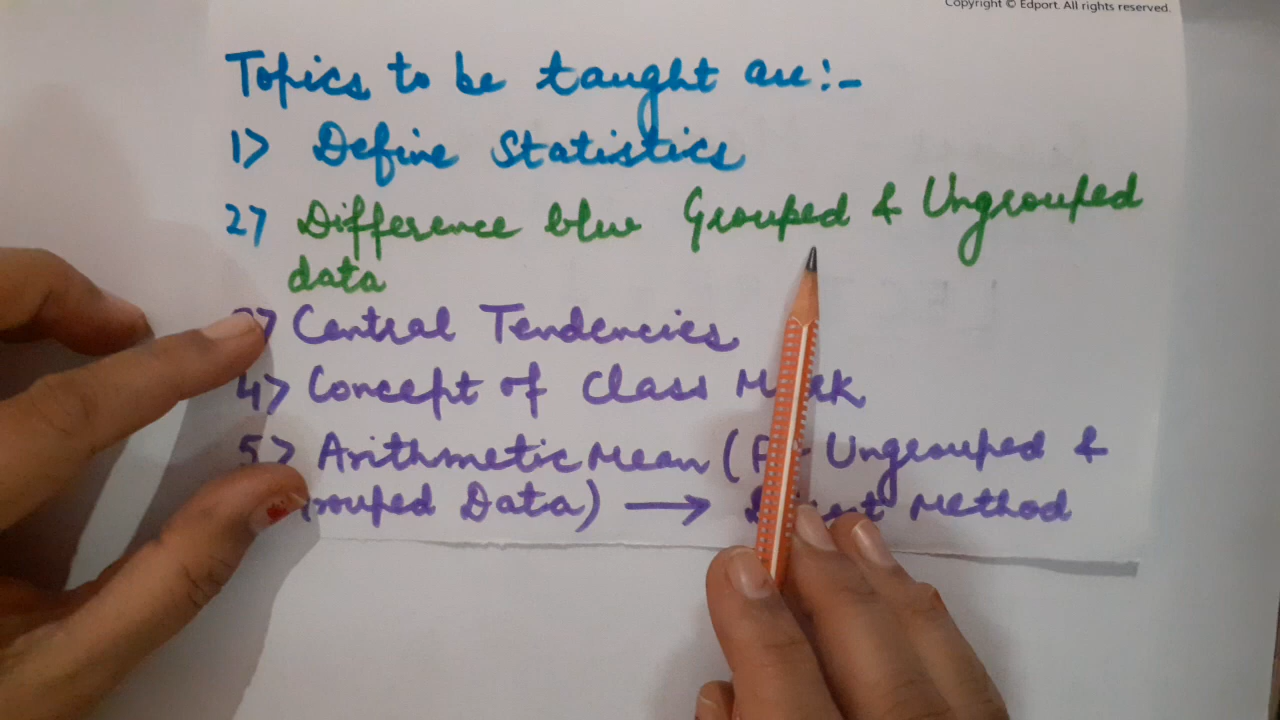 Copyright © Edport. All rights reserved.
Topics to be taught are:-
1> Define Statistics
2> Difference b/w Grouped & Ungrouped
data
Central Tendencies
4> Concept of Class
5> Arithmetic Mean ( Ungrouped &
Data) → Method